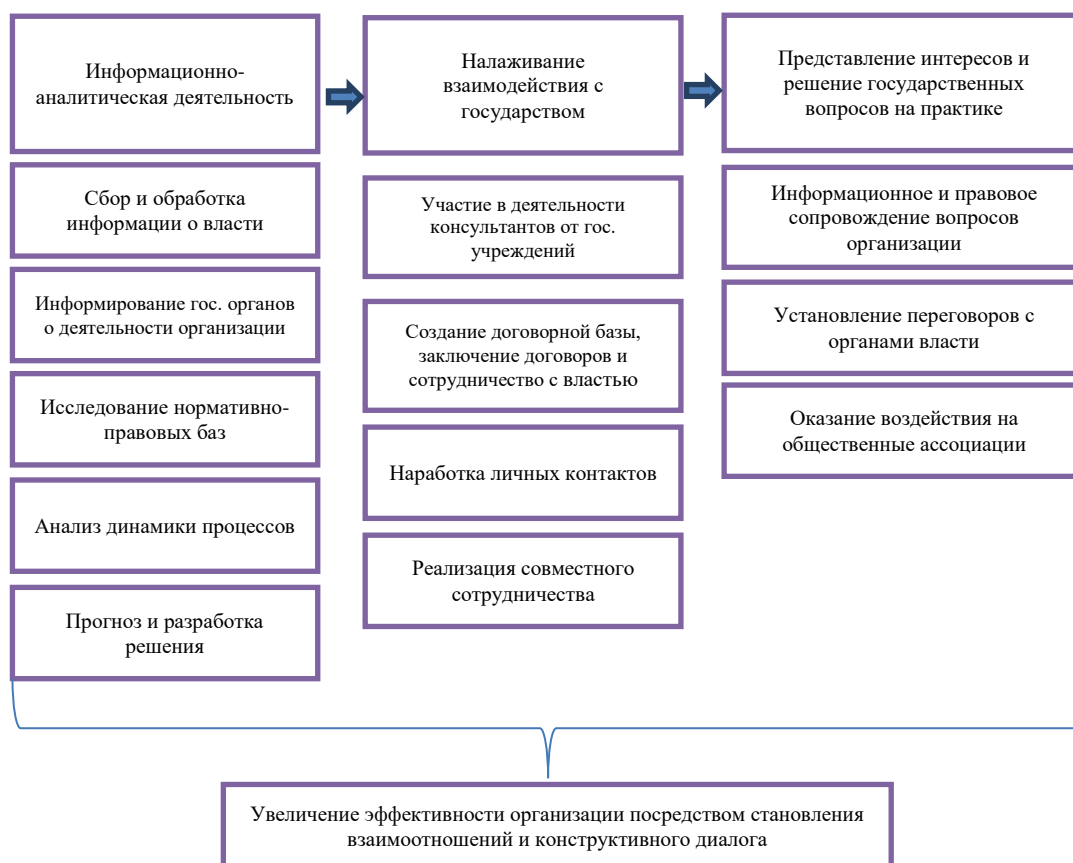 Информационно-
аналитическая деятельность
Сбор и обработка
информации о власти
Информирование гос. органов
о деятельности организации
Исследование нормативно-
правовых баз
Анализ динамики процессов
Прогноз и разработка
решения
Налаживание
взаимодействия с
государством
Участие в деятельности
консультантов от гос.
учреждений
Создание договорной базы,
заключение договоров и
сотрудничество с властью
Наработка личных контактов
Реализация совместного
сотрудничества
Представление интересов и
решение государственных
вопросов на практике
Информационное и правовое
сопровождение вопросов
организации
Установление переговоров с
органами власти
Оказание воздействия на
общественные ассоциации
Увеличение эффективности организации посредством становления
взаимоотношений и конструктивного диалога